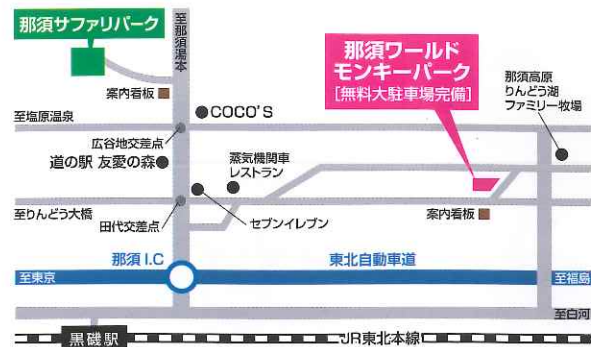 那須サファリパーク
至那須湯本
案内看板
COCO'S
那須ワールド
モンキーパーク
[無料大駐車場完備]
那須高原
りんどう湖
ファミリー牧場
至塩原温泉
広谷地交差点
道の駅 友愛の森
蒸気機関車
レストラン
至りんどう大橋
田代交差点
セブンイレブン
案内看板
那須 I.C
東北自動車道
至東京
至福島
至白河
黒磯駅
JR東北本線